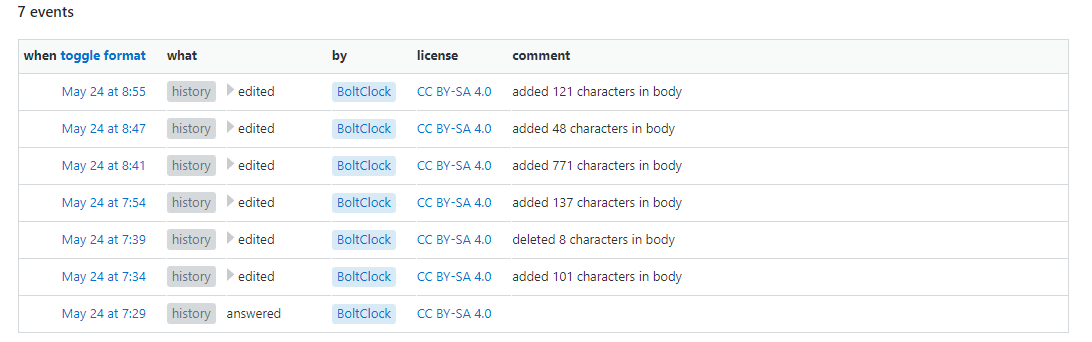 7 events
when toggle format what by license comment
May 24 at 8:55 history edited BoltClock CC BY-SA 4.0 added 121 characters in body
May 24 at 8:47 history edited BoltClock CC BY-SA 4.0 added 48 characters in body
May 24 at 8:41 history edited BoltClock CC BY-SA 4.0 added 771 characters in body
May 24 at 7:54 history edited BoltClock CC BY-SA 4.0 added 137 characters in body
May 24 at 7:39 history edited BoltClock CC BY-SA 4.0 deleted 8 characters in body
May 24 at 7:34 history edited BoltClock CC BY-SA 4.0 added 101 characters in body
May 24 at 7:29 history answered BoltClock CC BY-SA 4.0